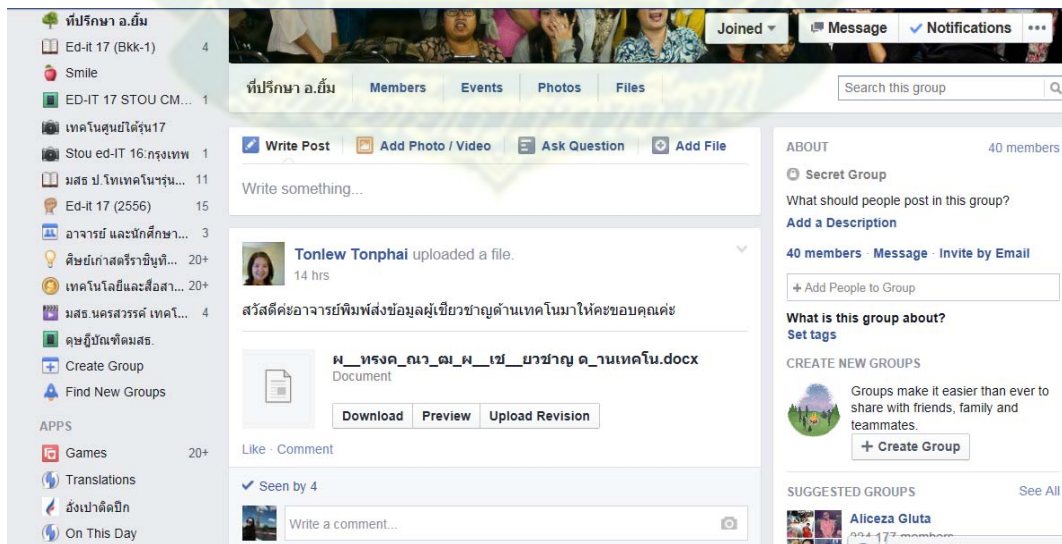 ที่ปรึกษา อ.ยิ้ม
Ed-it 17 (Bkk-1) 4
Smile
ED-IT 17 STOU CM... 1
เทคโนศูนย์ใต้รุ่น17
Stou ed-IT 16:กรุงเทพ 1
มสธ ป.โทเทคโนฯรุ่น... 11
Ed-it 17 (2556) 15
อาจารย์ และนักศึกษา... 3
ศิษย์เก่าสตรีราชินูทิ... 20+
เทคโนโลยีและสื่อสา... 20+
มสธ.นครสวรรค์ เทคโ... 4
ดุษฎีบัณฑิตมสธ.
Create Group
Find New Groups
APPS
Games 20+
Translations
อั่งเปาติดปีก
On This Day
Joined
Message
Notifications
ที่ปรึกษา อ.ยิ้ม Members Events Photos Files
Search this group
Write Post Add Photo / Video Ask Question Add File
Write something...
Tonlew Tonphai uploaded a file.
14 hrs
สวัสดีค่ะอาจารย์พิมพ์ส่งข้อมูลผู้เชียวชาญด้านเทคโนมาให้คะขอบคุณค่ะ
ผ__ทรงค_ณว_ฒ_ผ__เช__ยวชาญ ด_านเทคโน.docx
Document
Download Preview Upload Revision
Like · Comment
Seen by 4
Write a comment...
ABOUT 40 members
Secret Group
What should people post in this group?
Add a Description
40 members · Message · Invite by Email
+ Add People to Group
What is this group about?
Set tags
CREATE NEW GROUPS
Groups make it easier than ever to
share with friends, family and
teammates.
+ Create Group
SUGGESTED GROUPS See All
Aliceza Gluta